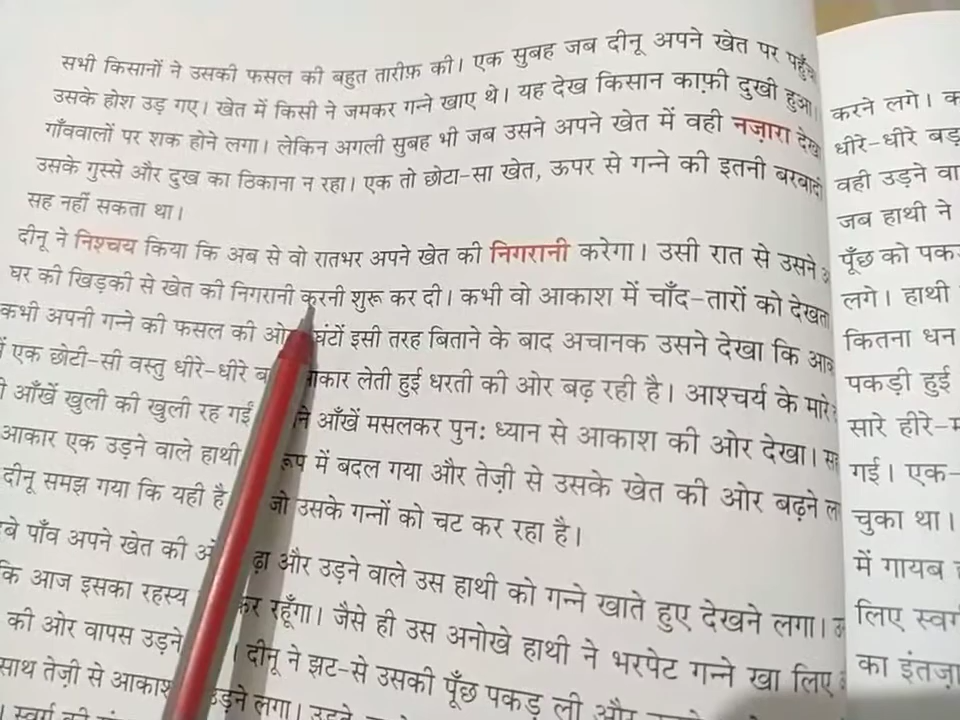 सभी किसानों ने उसकी फसल की बहुत तारीफ़ की। एक सुबह जब दीनू अपने खेत पर
उसके होश उड़ गए। खेत में किसी ने जमकर गन्ने खाए थे। यह देख किसान काफ़ी दुखी हुआ।
गाँववालों पर शक होने लगा। लेकिन अगली सुबह भी जब उसने अपने खेत में वही नज़ारा देखा
उसके गुस्से और दुख का ठिकाना न रहा। एक तो छोटा-सा खेत, ऊपर से गन्ने की इतनी बरबादी
सह नहीं सकता था।
दीनू ने निश्चय किया कि अब से वो रातभर अपने खेत की निगरानी करेगा। उसी रात से उसने
घर की खिड़की से खेत की निगरानी करनी शुरू कर दी। कभी वो आकाश में चाँद-तारों को देखता
कभी अपनी गन्ने की फसल की घंटों इसी तरह बिताने के बाद अचानक उसने देखा कि
एक छोटी-सी वस्तु धीरे-धीरे आकार लेती हुई धरती की ओर बढ़ रही है। आश्चर्य के मारे
आँखें खुली की खुली रह गईं आँखें मसलकर पुन: ध्यान से आकाश की ओर देखा।
आकार एक उड़ने वाले हाथी रूप में बदल गया और तेज़ी से उसके खेत की ओर बढ़ने
दीनू समझ गया कि यही है जो उसके गन्नों को चट कर रहा है।
पाँव अपने खेत की और उड़ने वाले उस हाथी को गन्ने खाते हुए देखने लगा।
कि आज इसका रहस्य रहूँगा। जैसे ही उस अनोखे हाथी ने भरपेट गन्ने खा लिए
की ओर वापस उड़ने दीनू ने झट-से उसकी पूँछ पकड़ ली और
साथ तेज़ी से आकाश उड़ने लगा।
करने लगे।
धीरे-धीरे
वही उड़ने
जब हाथी ने
पूँछ को
लगे। हाथी
कितना धन
पकड़ी हुई
सारे
गई। एक-
चुका था।
में गायब
लिए
का